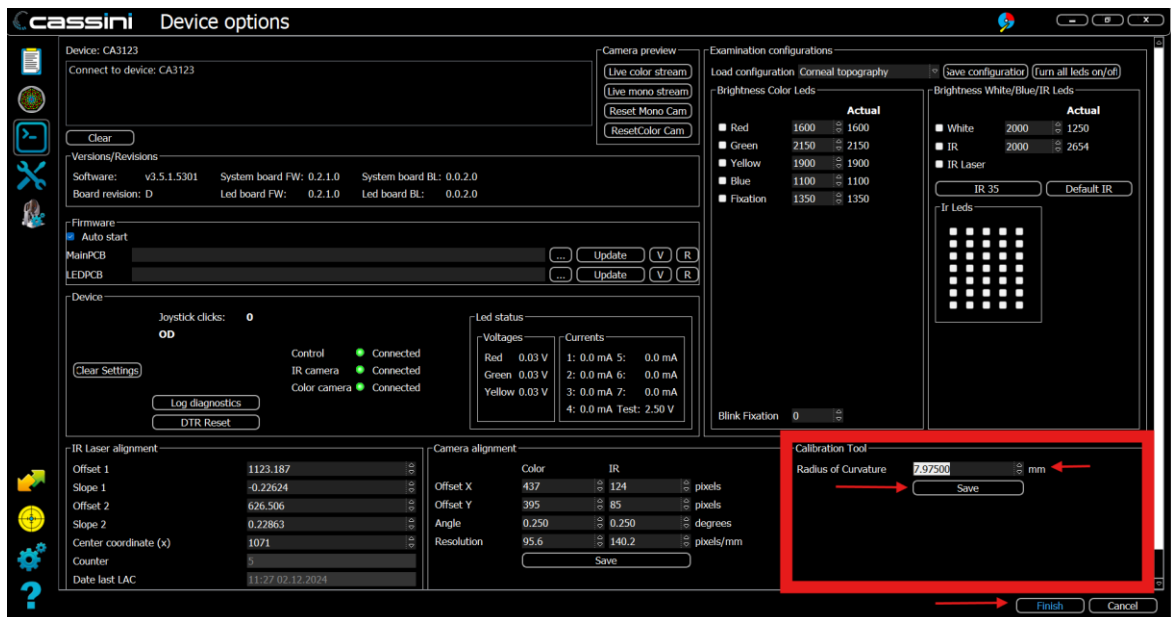 cassini Device options
Device: CA3123
Connect to device: CA3123
Clear
Camera preview
Live color stream
Live mono stream
Reset Mono Cam
ResetColor Cam
Versions/Revisions
Software: v3.5.1.5301 System board FW: 0.2.1.0 System board BL: 0.0.2.0
Board revision: D Led board FW: 0.2.1.0 Led board BL: 0.0.2.0
Firmware
Auto start
MainPCB ... Update V R
LEDPCB ... Update V R
Device
Joystick clicks: 0
OD
Control Connected
IR camera Connected
Color camera Connected
Clear Settings
Log diagnostics
DTR Reset
Led status
Voltages
Red 0.03 V
Green 0.03 V
Yellow 0.03 V
Currents
1: 0.0 mA 5: 0.0 mA
2: 0.0 mA 6: 0.0 mA
3: 0.0 mA 7: 0.0 mA
4: 0.0 mA Test: 2.50 V
Examination configurations
Load configuration Corneal topography Save configuration Turn all leds on/off
Brightness Color Leds
Actual
Red 1600 1600
Green 2150 2150
Yellow 1900 1900
Blue 1100 1100
Fixation 1350 1350
Blink Fixation 0
Brightness White/Blue/IR Leds
Actual
White 2000 1250
IR 2000 2654
IR Laser
IR 35 Default IR
Ir Leds
IR Laser alignment
Offset 1 1123.187
Slope 1 -0.22624
Offset 2 626.506
Slope 2 0.22863
Center coordinate (x) 1071
Counter 5
Date last LAC 11:27 02.12.2024
Camera alignment
Color IR
Offset X 437 124 pixels
Offset Y 395 85 pixels
Angle 0.250 0.250 degrees
Resolution 95.6 140.2 pixels/mm
Save
Calibration Tool
Radius of Curvature 7.97500 mm
Save
Finish Cancel